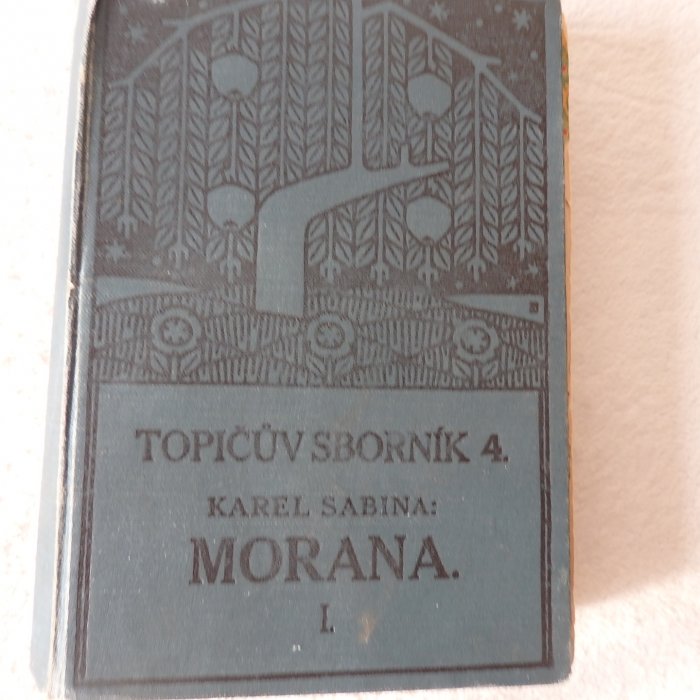 TOPIČŮV SBORNÍK 4.
KAREL SABINA:
MORANA.
I.